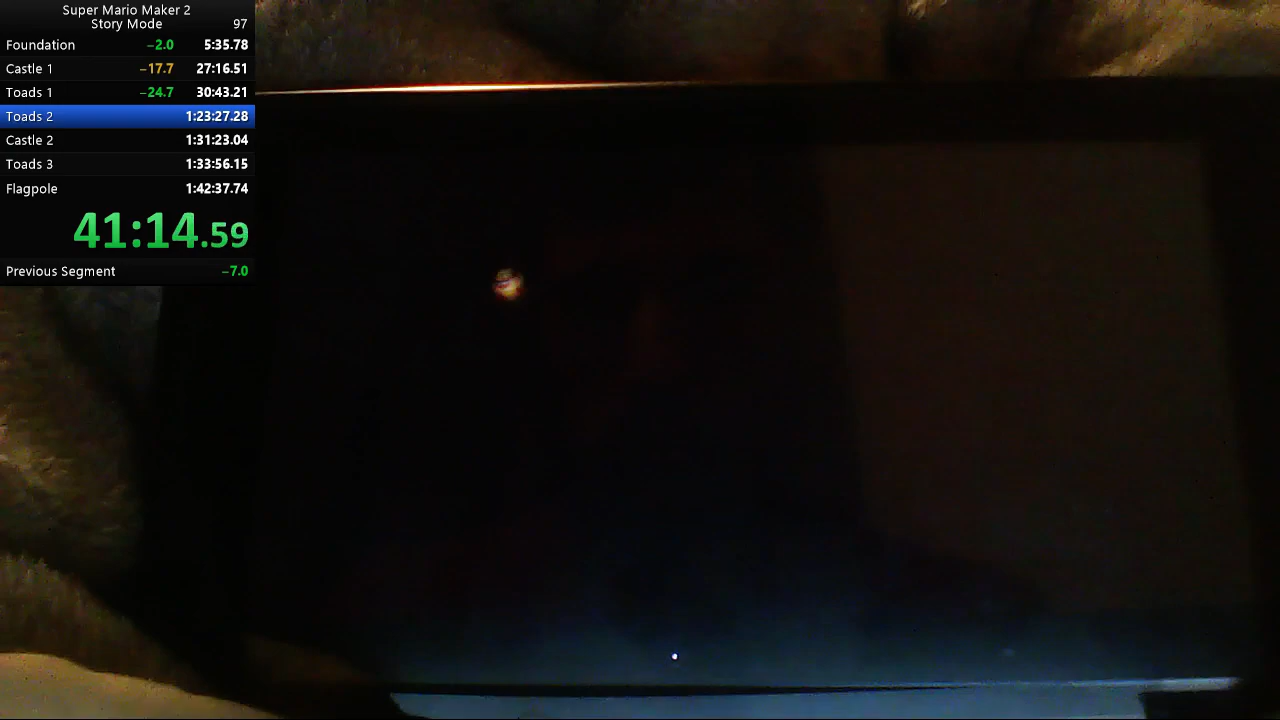 Super Mario Maker 2
Story Mode 97
Foundation −2.0 5:35.78
Castle 1 −17.7 27:16.51
Toads 1 −24.7 30:43.21
Toads 2 1:23:27.28
Castle 2 1:31:23.04
Toads 3 1:33:56.15
Flagpole 1:42:37.74
41:14.59
Previous Segment −7.0